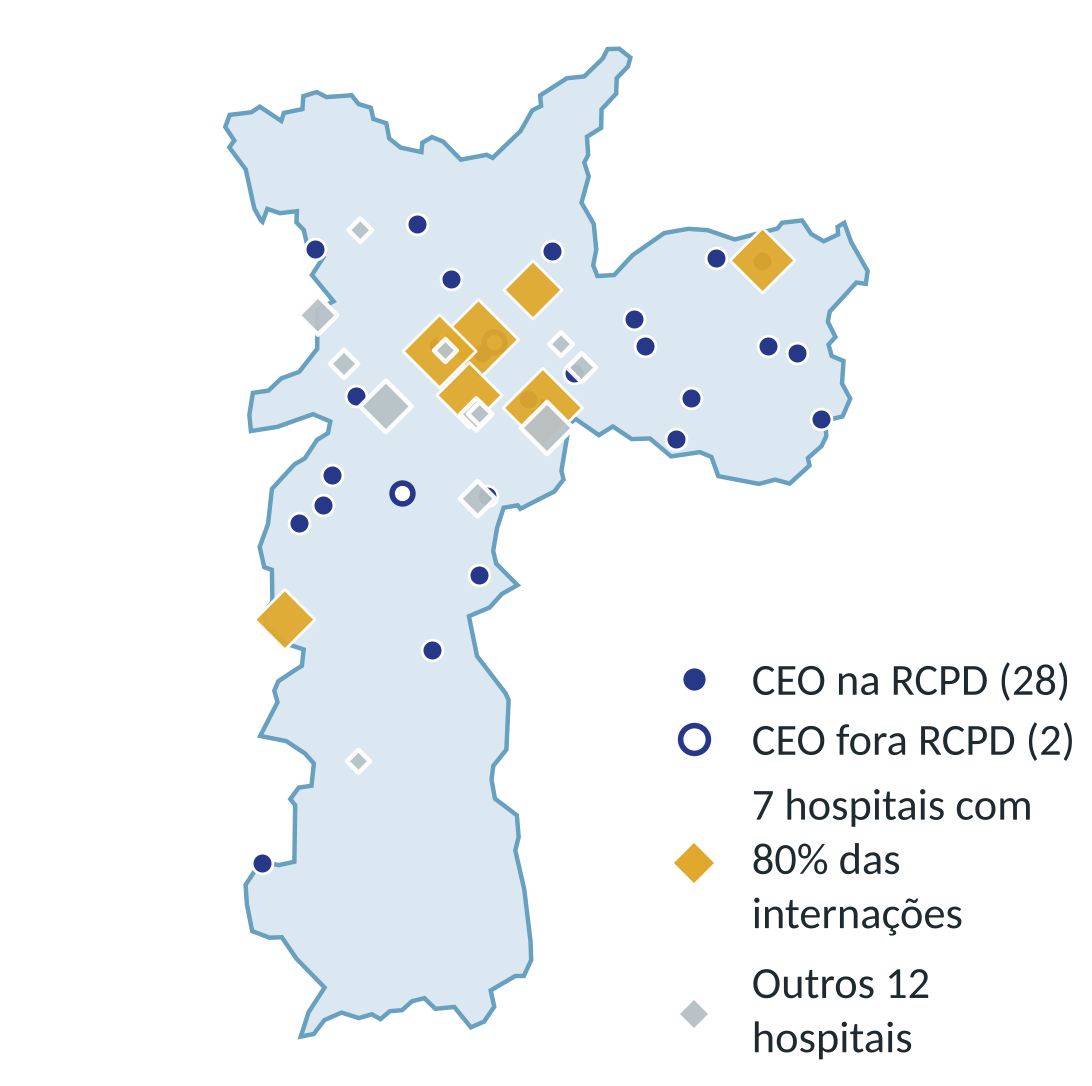 CEO na RCPD (28)
CEO fora RCPD (2)
7 hospitais com
80% das
internações
Outros 12
hospitais